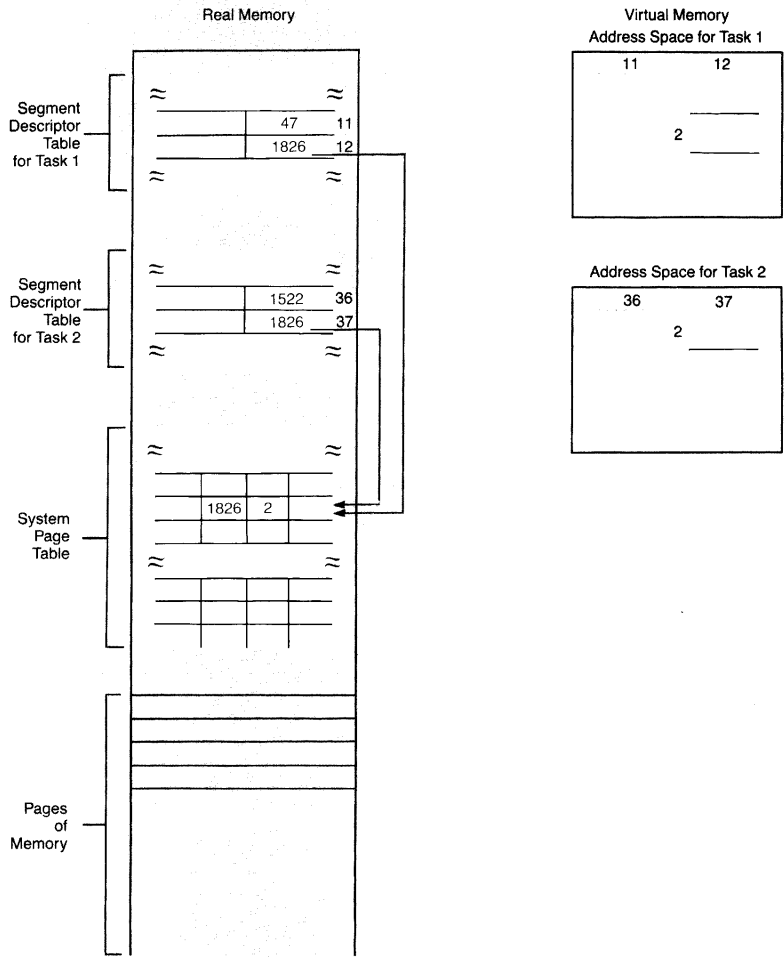 Real Memory
Virtual Memory
Address Space for Task 1
11 12
2
Segment
Descriptor
Table
for Task 1
47 11
1826 12
Address Space for Task 2
36 37
2
Segment
Descriptor
Table
for Task 2
1522 36
1826 37
System
Page
Table
1826 2
Pages
of
Memory